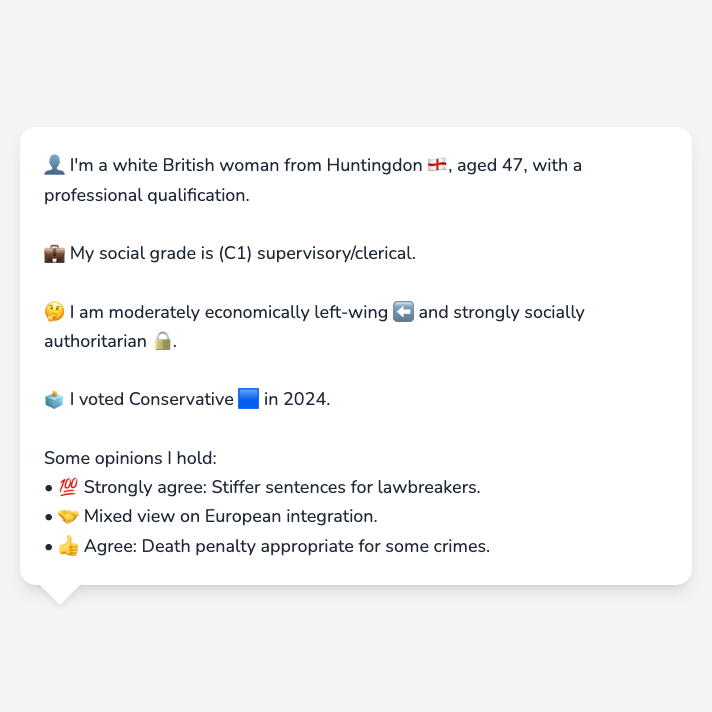 👤 I'm a white British woman from Huntingdon 🏴󠁧󠁢󠁥󠁮󠁧󠁿, aged 47, with a
professional qualification.
💼 My social grade is (C1) supervisory/clerical.
🤔 I am moderately economically left-wing ⬅️ and strongly socially
authoritarian 🔒.
🗳️ I voted Conservative 🟦 in 2024.
Some opinions I hold:
• 💯 Strongly agree: Stiffer sentences for lawbreakers.
• 🤝 Mixed view on European integration.
• 👍 Agree: Death penalty appropriate for some crimes.